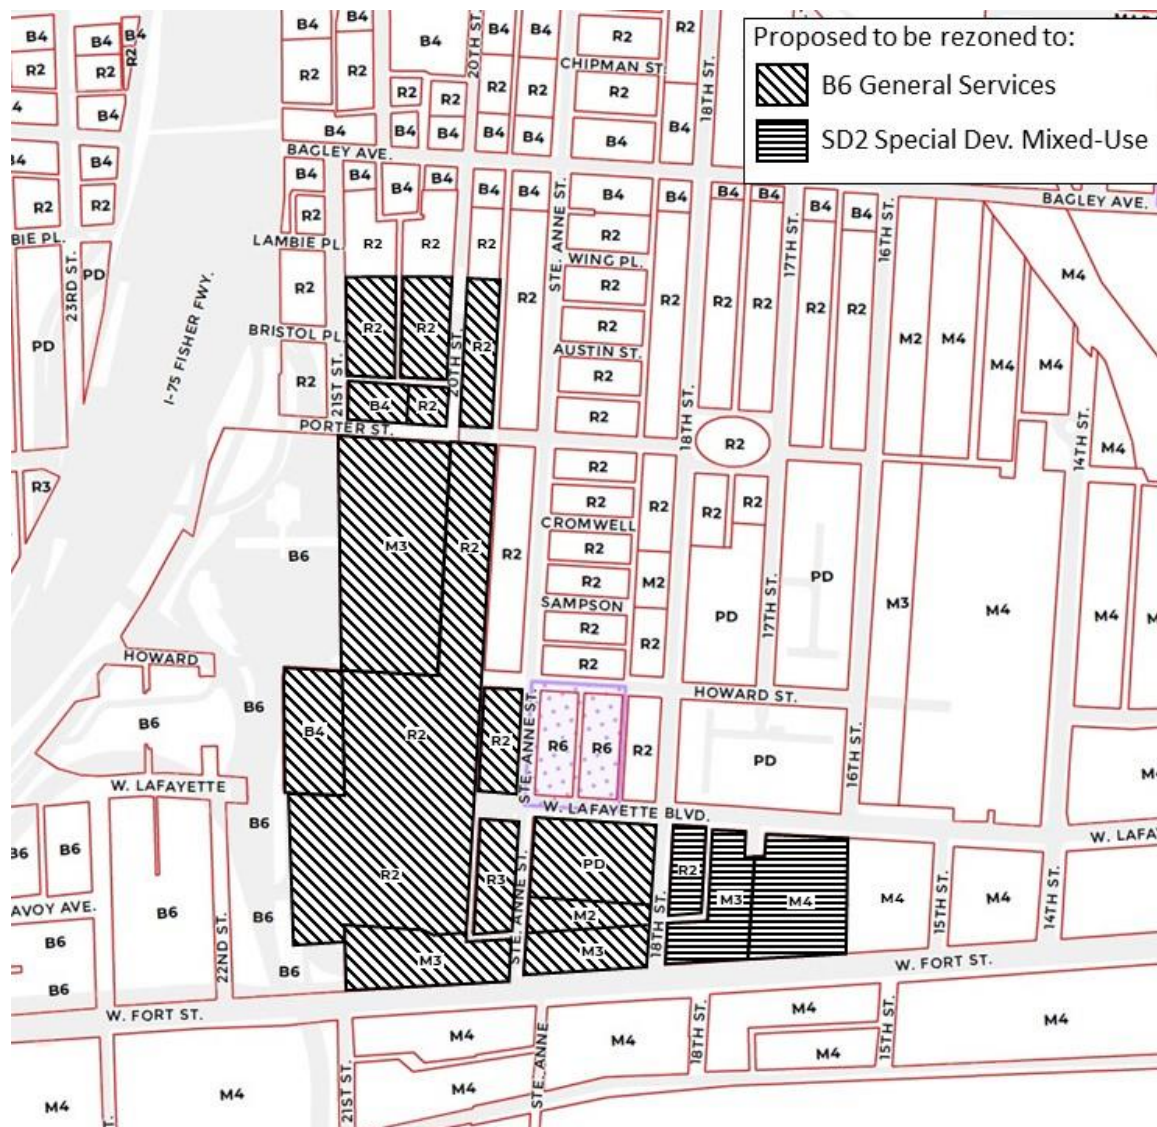 Proposed to be rezoned to:
B6 General Services
SD2 Special Dev. Mixed-Use
B4 B4 B4 B4 B4 B4 20TH ST. B4 B4 R2 R2
R2 R2 R2 R2 R2 CHIPMAN ST. 18TH ST.
R2 R2 R2 R2 R2
B4 B4 B4 B4 B4 B4 B4 B4
BAGLEY AVE.
B4 B4 B4 B4 B4 B4 B4 B4 B4 B4 B4 B4 B4 B4
BAGLEY AVE.
R2 R2 R2 STE. ANNE ST. 17TH ST. 16TH ST.
LAMBIE PL. R2 R2 R2 R2
WING PL.
23RD ST. PD R2 R2 R2 R2 R2 R2 R2 R2 M4
I-75 FISHER FWY.
BRISTOL PL. R2 R2 R2 R2 M2 M4
PD 21ST ST. 20TH ST. AUSTIN ST.
R2 R2 M4 M4
B4 R2 R2 18TH ST. 14TH ST.
PORTER ST.
R2 M4
R3 R2
R2 R2 R2 R2
CROMWELL
B6 M3 R2 R2 R2
R2 M2 PD
SAMPSON 17TH ST. M3 M4 M4
R2 R2 PD
HOWARD R2
HOWARD ST.
B6 B6 B4 R2 R2 STE. ANNE ST. R6 R6 R2 PD 16TH ST.
W. LAFAYETTE
W. LAFAYETTE BLVD.
B6
B6 R2 R3 STE. ANNE ST. PD R2
AVOY AVE. B6 B6 M2 18TH ST. M3 M4 M4 15TH ST. M4 14TH ST.
B6 22ND ST. M3 M3
B6 B6
W. FORT ST.
W. FORT ST.
M4 M4 18TH ST. M4 15TH ST. M4
M4 M4 21ST ST. M4 STE. ANNE M4